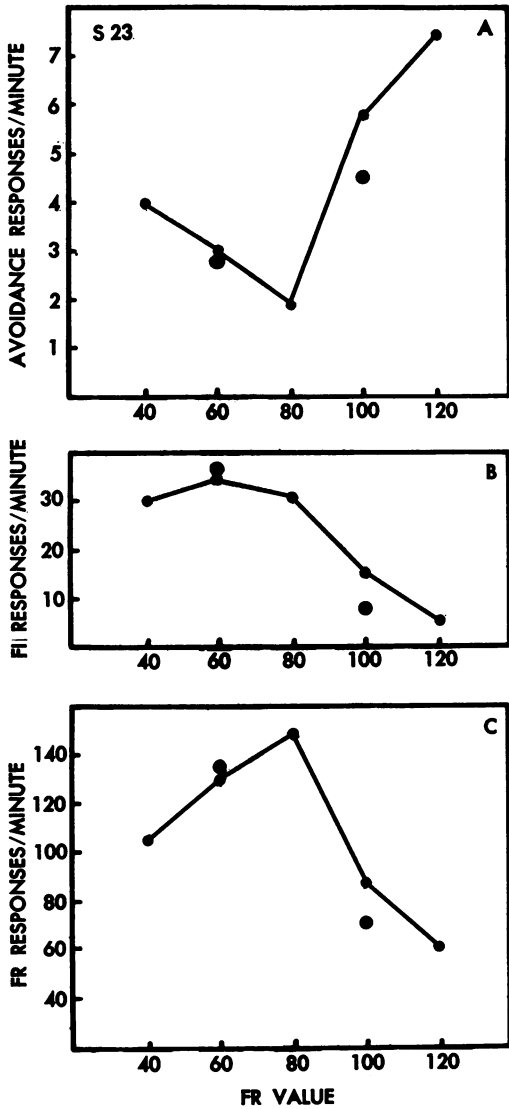 S 23
A
AVOIDANCE RESPONSES/MINUTE
7
6
5
4
3
2
1
40 60 80 100 120
B
FI|| RESPONSES/MINUTE
30
20
10
40 60 80 100 120
C
FR RESPONSES/MINUTE
140
120
100
80
60
40
40 60 80 100 120
FR VALUE